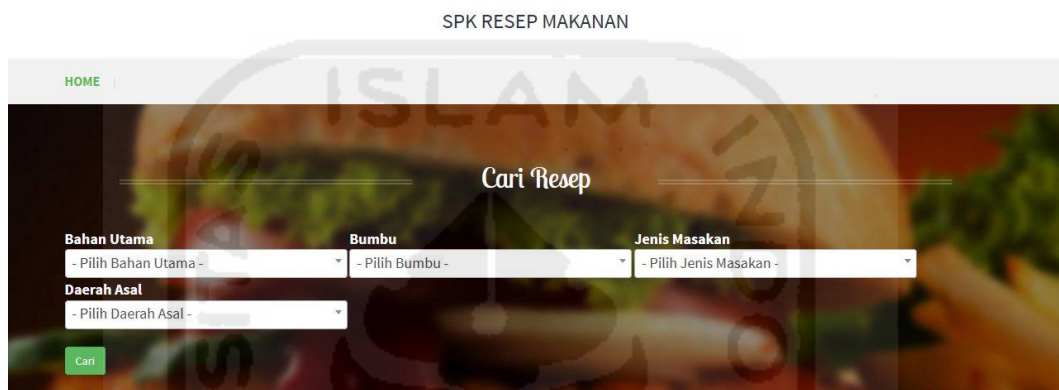 SPK RESEP MAKANAN
HOME
ISLAM
Cari Resep
Bahan Utama Bumbu Jenis Masakan
- Pilih Bahan Utama - - Pilih Bumbu - - Pilih Jenis Masakan -
Daerah Asal
- Pilih Daerah Asal -
Cari